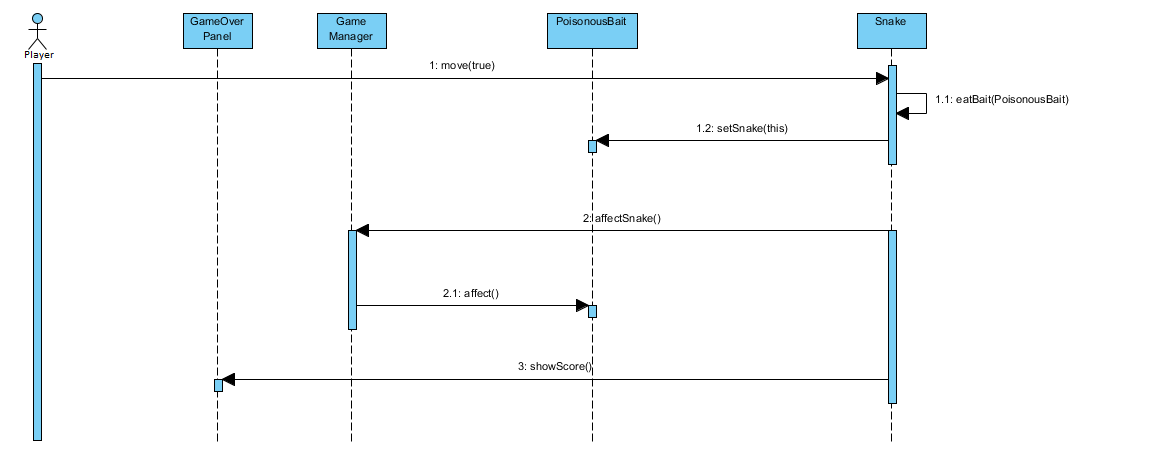 Player
GameOver
Panel
Game
Manager
PoisonousBait
Snake
1: move(true)
1.1: eatBait(PoisonousBait)
1.2: setSnake(this)
2:affectSnake()
2.1: affect()
3: showScore()